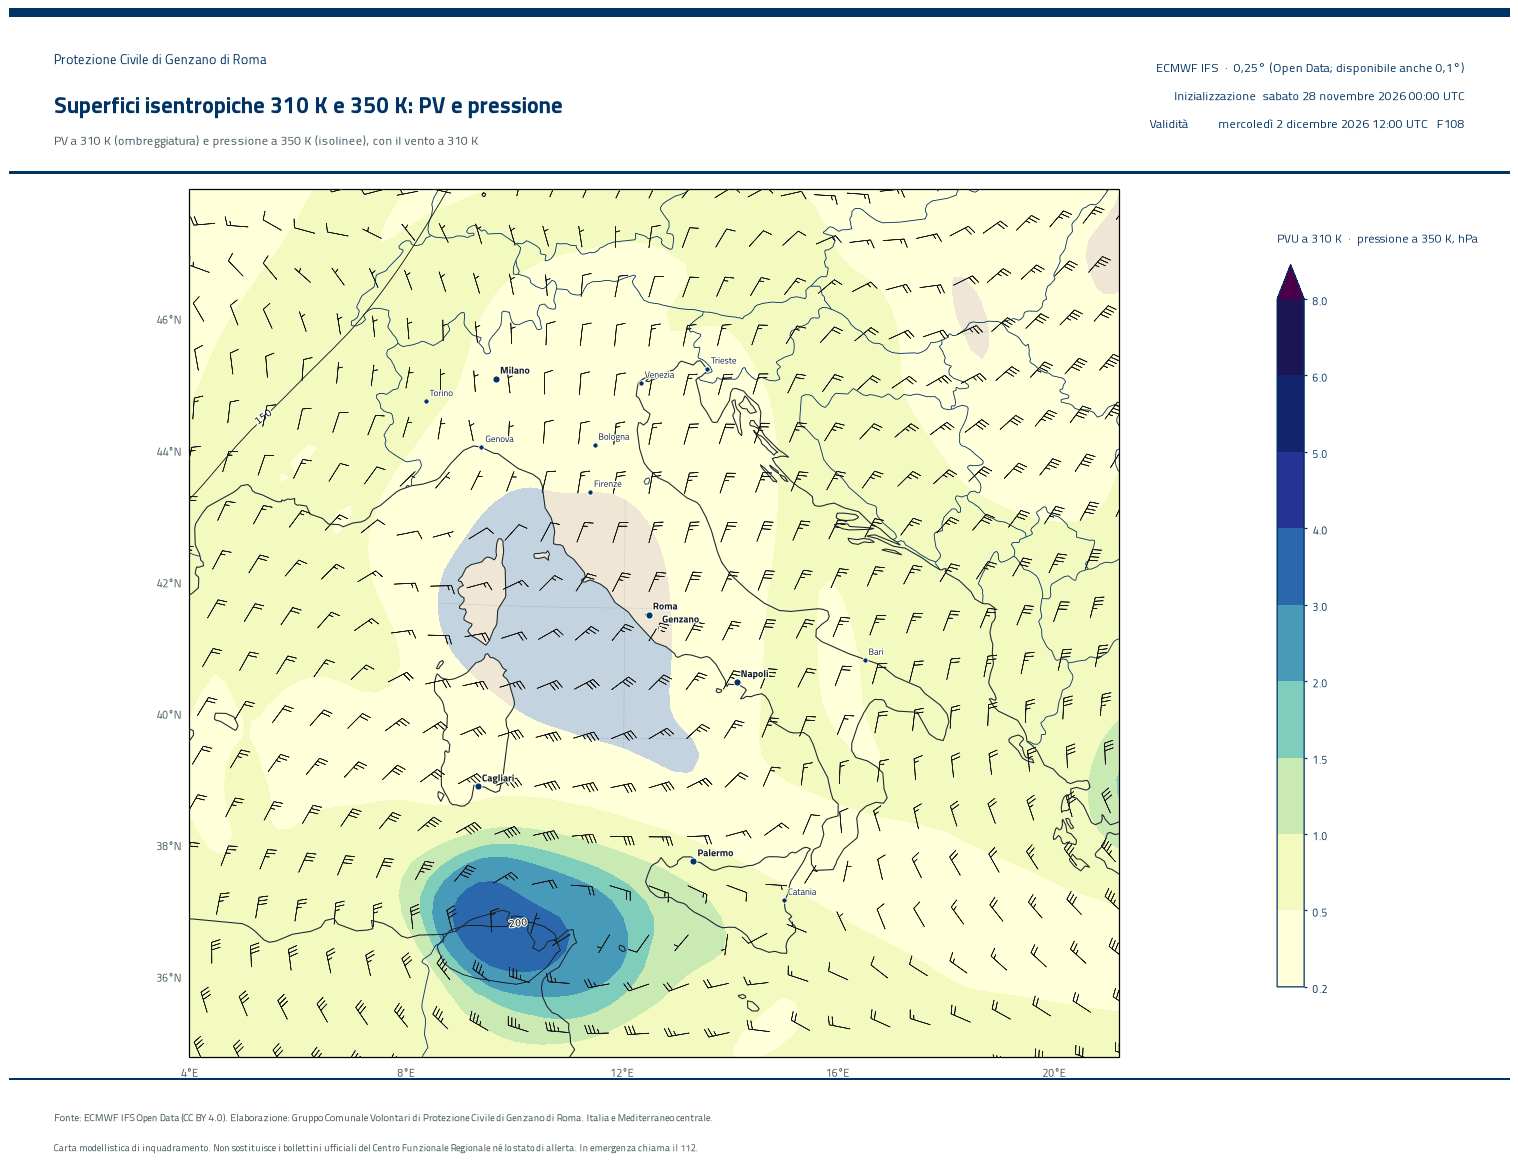 Protezione Civile di Genzano di Roma
Superfici isentropiche 310 K e 350 K: PV e pressione
PV a 310 K (ombreggiatura) e pressione a 350 K (isolinee), con il vento a 310 K
ECMWF IFS · 0,25° (Open Data; disponibile anche 0,1°)
Inizializzazione sabato 28 novembre 2026 00:00 UTC
Validità mercoledì 2 dicembre 2026 12:00 UTC F108
PVU a 310 K · pressione a 350 K, hPa
8.0
6.0
5.0
4.0
3.0
2.0
1.5
1.0
0.5
0.2
46°N
44°N
42°N
40°N
38°N
36°N
4°E
8°E
12°E
16°E
20°E
150
200
Trieste
Milano
Venezia
Torino
Genova
Bologna
Firenze
Roma
Genzano
Bari
Napoli
Cagliari
Palermo
Catania
Fonte: ECMWF IFS Open Data (CC BY 4.0). Elaborazione: Gruppo Comunale Volontari di Protezione Civile di Genzano di Roma. Italia e Mediterraneo centrale.
Carta modellistica di inquadramento. Non sostituisce i bollettini ufficiali del Centro Funzionale Regionale né lo stato di allerta. In emergenza chiama il 112.